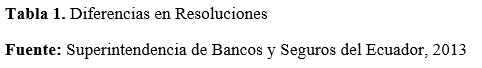 Tabla 1. Diferencias en Resoluciones
Fuente: Superintendencia de Bancos y Seguros del Ecuador, 2013